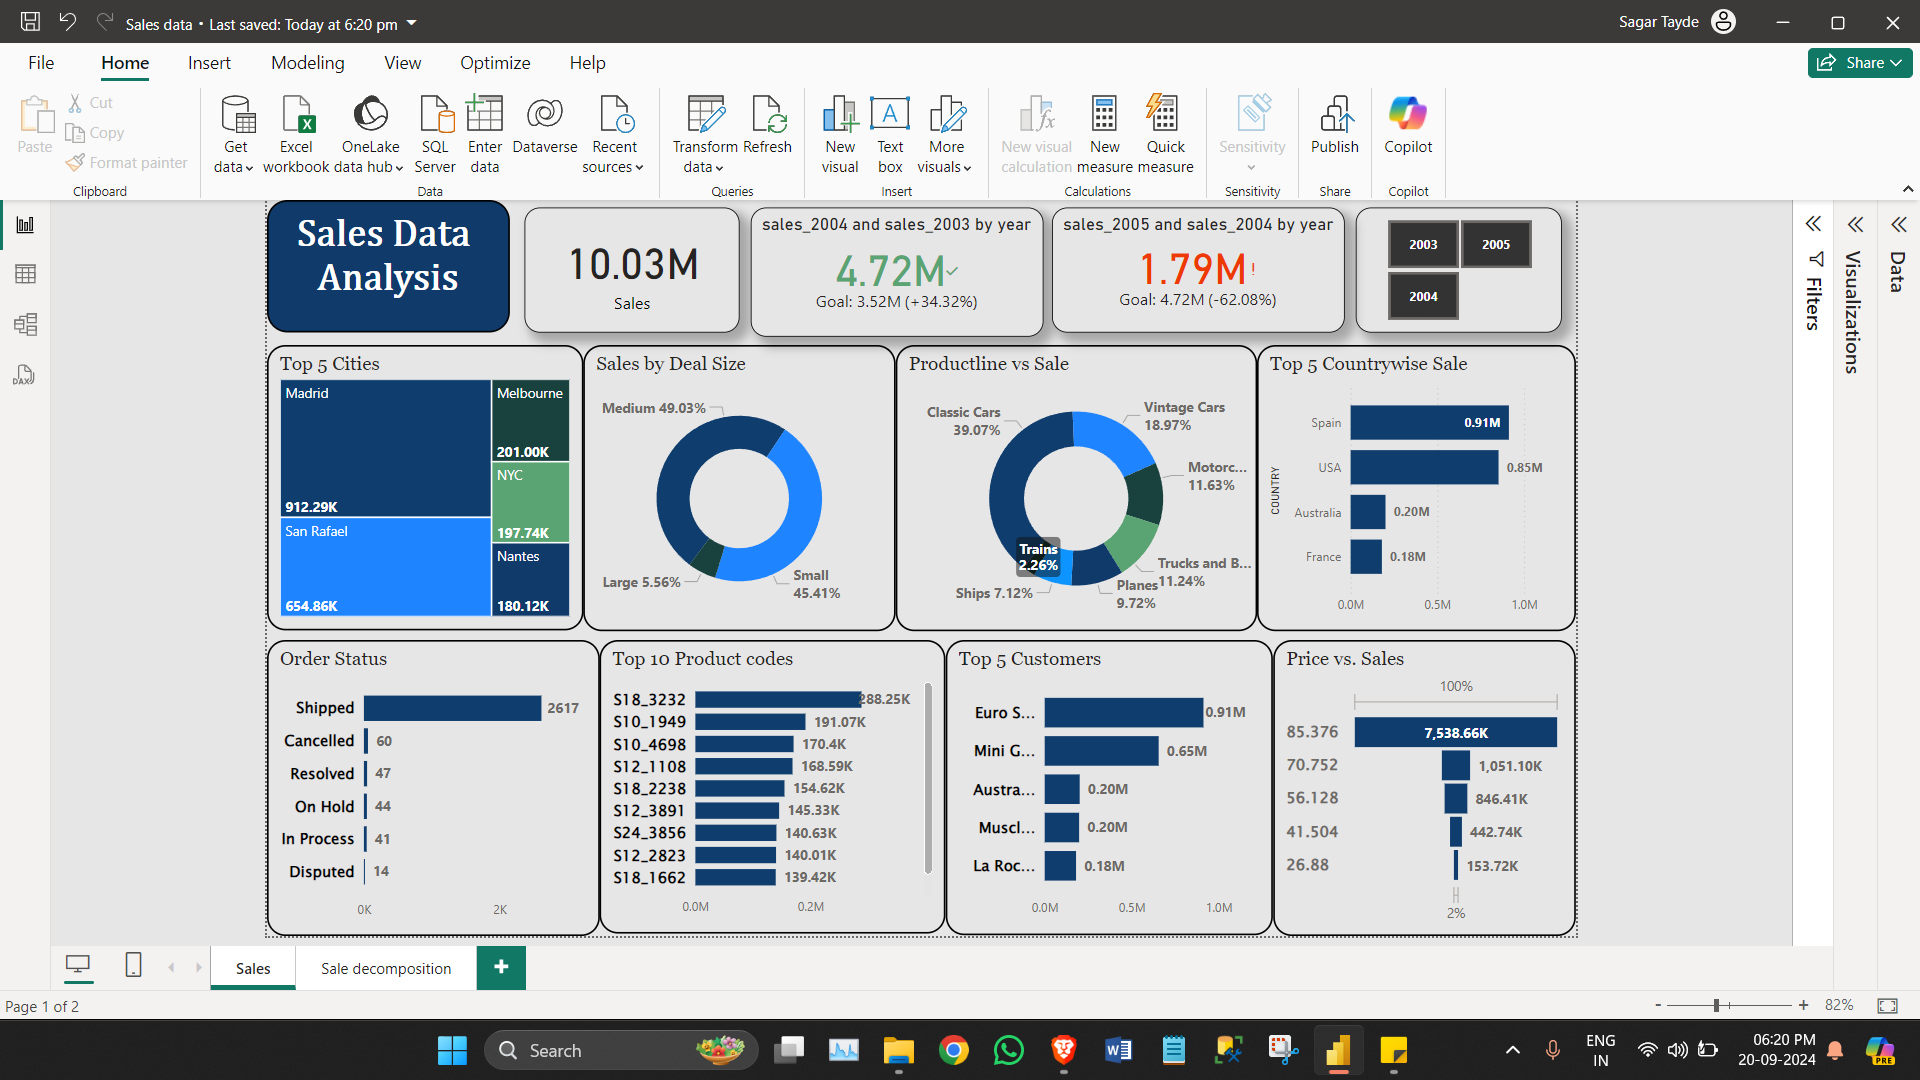 Sales data • Last saved: Today at 6:20 pm
Sagar Tayde
File
Home
Insert
Modeling
View
Optimize
Help
Share
Paste
Cut
Copy
Format painter
Clipboard
Get data
Excel workbook
OneLake data hub
SQL Server
Enter data
Dataverse
Recent sources
Data
Transform data
Refresh
Queries
New visual
Text box
More visuals
Insert
New visual calculation
New measure
Quick measure
Calculations
Sensitivity
Sensitivity
Publish
Share
Copilot
Copilot
Sales Data
Analysis
10.03M
Sales
sales_2004 and sales_2003 by year
4.72M
Goal: 3.52M (+34.32%)
sales_2005 and sales_2004 by year
1.79M!
Goal: 4.72M (-62.08%)
2003
2005
2004
Filters
Visualizations
Data
Top 5 Cities
Madrid
912.29K
San Rafael
654.86K
Melbourne
201.00K
NYC
197.74K
Nantes
180.12K
Sales by Deal Size
Medium 49.03%
Large 5.56%
Small
45.41%
Productline vs Sale
Classic Cars
39.07%
Vintage Cars
18.97%
Motorc...
11.63%
Trucks and B...
11.24%
Planes
9.72%
Ships 7.12%
Trains
2.26%
Top 5 Countrywise Sale
COUNTRY
Spain 0.91M
USA 0.85M
Australia 0.20M
France 0.18M
0.0M 0.5M 1.0M
Order Status
Shipped 2617
Cancelled 60
Resolved 47
On Hold 44
In Process 41
Disputed 14
0K 2K
Top 10 Product codes
S18_3232 288.25K
S10_1949 191.07K
S10_4698 170.4K
S12_1108 168.59K
S18_2238 154.62K
S12_3891 145.33K
S24_3856 140.63K
S12_2823 140.01K
S18_1662 139.42K
0.0M 0.2M
Top 5 Customers
Euro S... 0.91M
Mini G... 0.65M
Austra... 0.20M
Muscl... 0.20M
La Roc... 0.18M
0.0M 0.5M 1.0M
Price vs. Sales
100%
85.376 7,538.66K
70.752 1,051.10K
56.128 846.41K
41.504 442.74K
26.88 153.72K
2%
Sales
Sale decomposition
+
Page 1 of 2
- + 82%
Search
ENG
IN
06:20 PM
20-09-2024
PRE